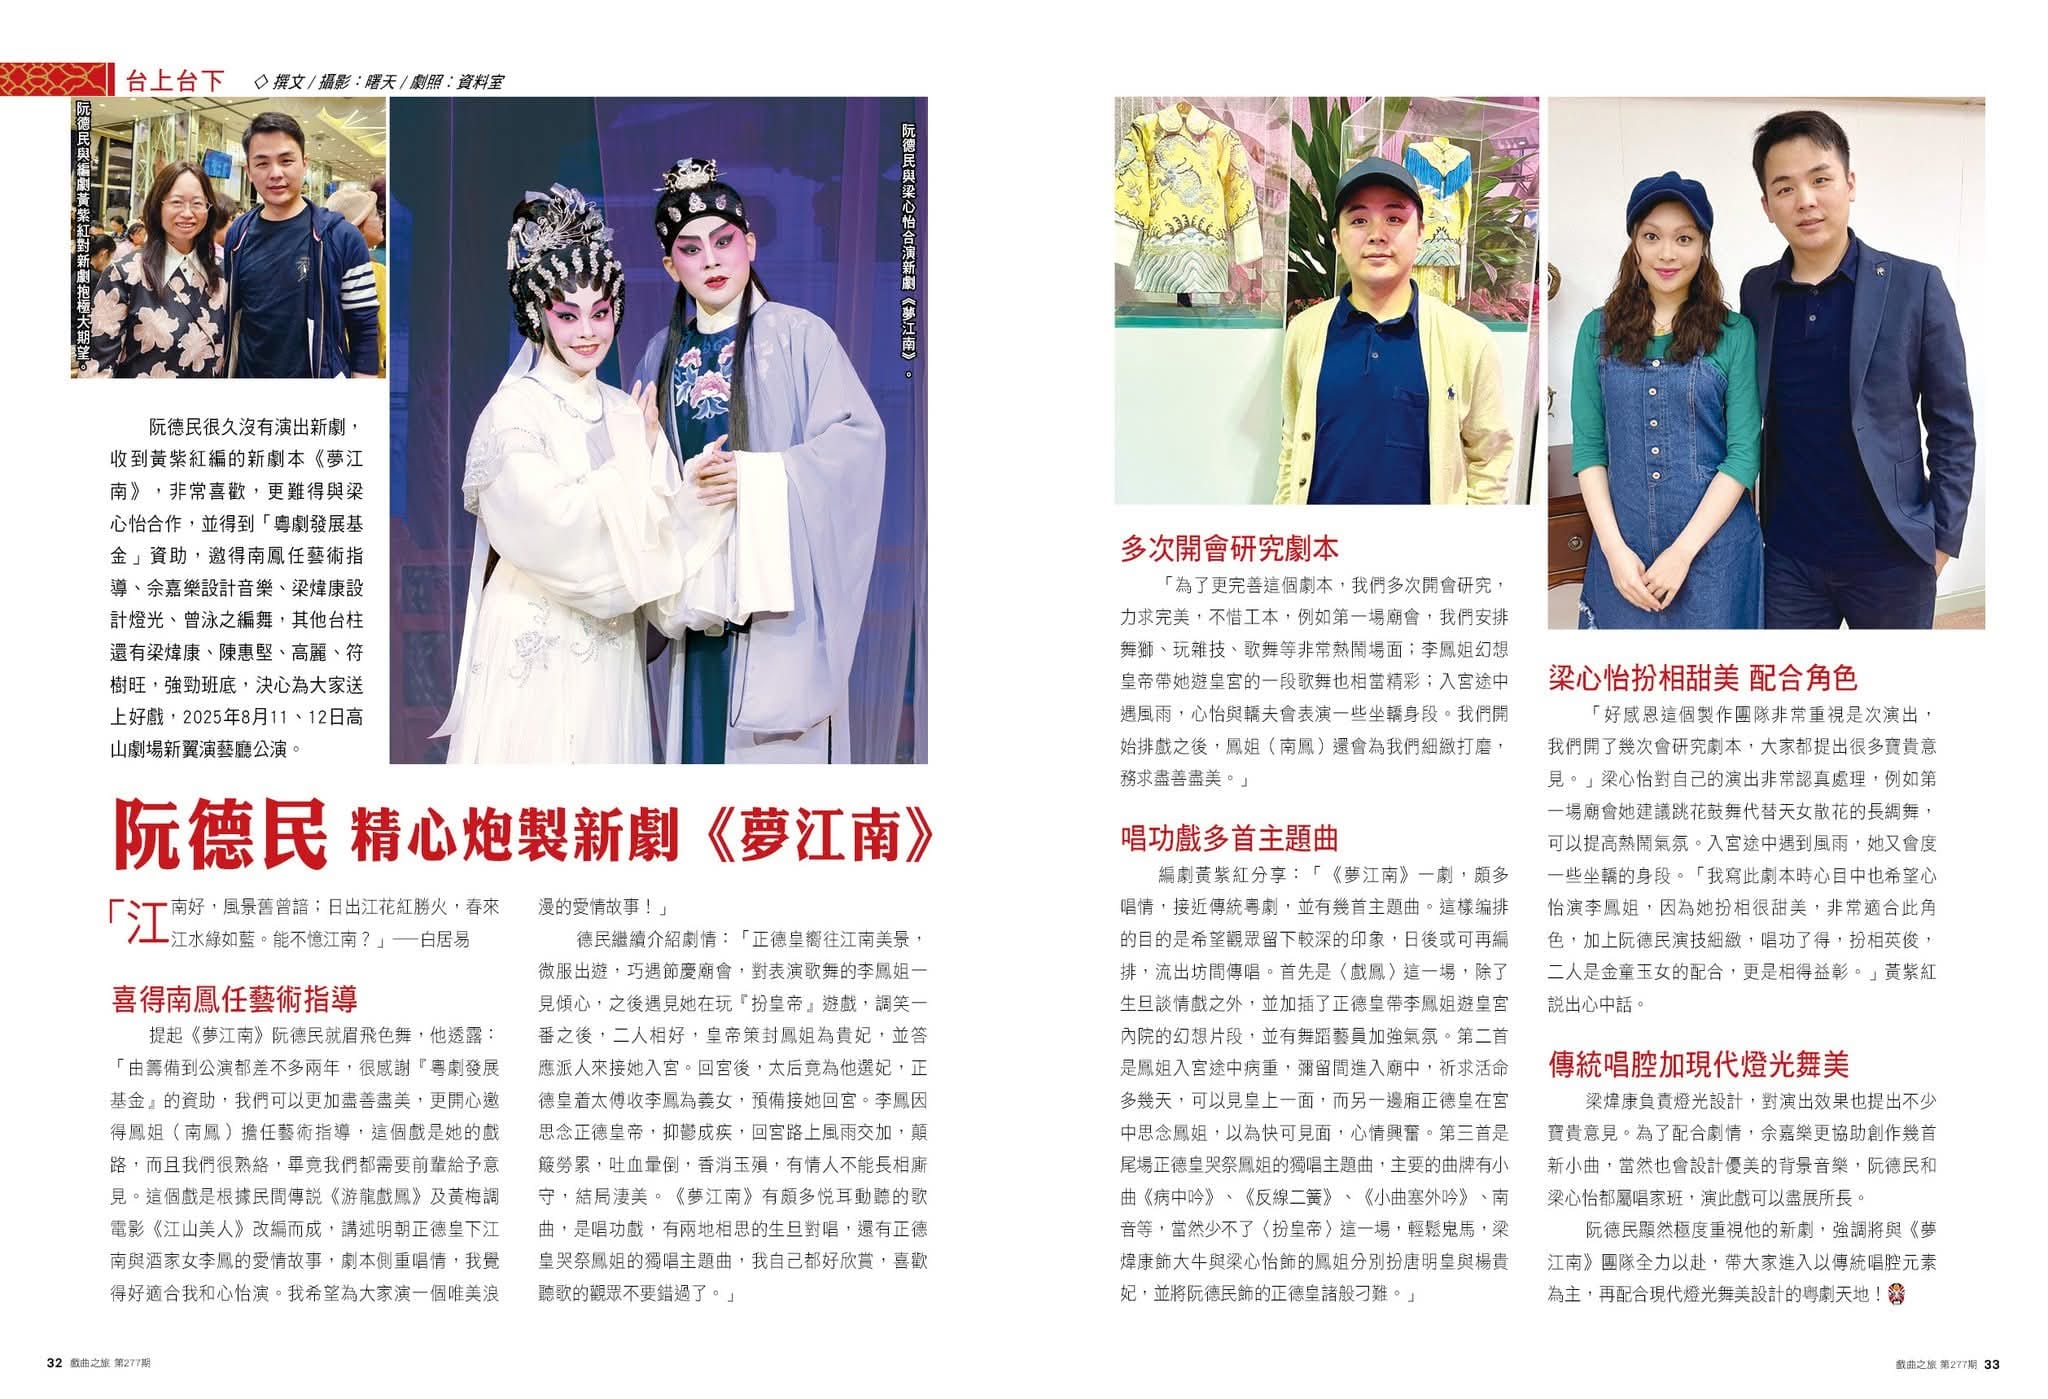 台上台下
◇ 撰文 / 攝影：曙天 / 劇照：資料室
阮德民與編劇黃紫紅對新劇抱極大期望。
阮德民與梁心怡合演新劇《夢江南》。
阮德民很久沒有演出新劇，
收到黃紫紅編的新劇本《夢江
南》，非常喜歡，更難得與梁
心怡合作，並得到「粵劇發展基
金」資助，邀得南鳳任藝術指
導、佘嘉樂設計音樂、梁煒康設
計燈光、曾泳之編舞，其他台柱
還有梁煒康、陳惠堅、高麗、符
樹旺，強勁班底，決心為大家送
上好戲，2025年8月11、12日高
山劇場新翼演藝廳公演。
阮德民 精心炮製新劇《夢江南》
「江南好，風景舊曾諳；日出江花紅勝火，春來
江水綠如藍。能不憶江南？」──白居易
喜得南鳳任藝術指導
提起《夢江南》阮德民就眉飛色舞，他透露：
「由籌備到公演都差不多兩年，很感謝『粵劇發展
基金』的資助，我們可以更加盡善盡美，更開心邀
得鳳姐（南鳳）擔任藝術指導，這個戲是她的戲
路，而且我們很熟絡，畢竟我們都需要前輩給予意
見。這個戲是根據民間傳説《游龍戲鳳》及黃梅調
電影《江山美人》改編而成，講述明朝正德皇下江
南與酒家女李鳳的愛情故事，劇本側重唱情，我覺
得好適合我和心怡演。我希望為大家演一個唯美浪
漫的愛情故事！」
德民繼續介紹劇情：「正德皇嚮往江南美景，
微服出遊，巧遇節慶廟會，對表演歌舞的李鳳姐一
見傾心，之後遇見她在玩『扮皇帝』遊戲，調笑一
番之後，二人相好，皇帝策封鳳姐為貴妃，並答
應派人來接她入宮。回宮後，太后竟為他選妃，正
德皇着太傅收李鳳為義女，預備接她回宮。李鳳因
思念正德皇帝，抑鬱成疾，回宮路上風雨交加，顛
簸勞累，吐血暈倒，香消玉殞，有情人不能長相廝
守，結局淒美。《夢江南》有頗多悦耳動聽的歌
曲，是唱功戲，有兩地相思的生旦對唱，還有正德
皇哭祭鳳姐的獨唱主題曲，我自己都好欣賞，喜歡
聽歌的觀眾不要錯過了。」
32 戲曲之旅 第277期
多次開會研究劇本
「為了更完善這個劇本，我們多次開會研究，
力求完美，不惜工本，例如第一場廟會，我們安排
舞獅、玩雜技、歌舞等非常熱鬧場面；李鳳姐幻想
皇帝帶她遊皇宮的一段歌舞也相當精彩；入宮途中
遇風雨，心怡與轎夫會表演一些坐轎身段。我們開
始排戲之後，鳳姐（南鳳）還會為我們細緻打磨，
務求盡善盡美。」
唱功戲多首主題曲
編劇黃紫紅分享：「《夢江南》一劇，頗多
唱情，接近傳統粵劇，並有幾首主題曲。這樣編排
的目的是希望觀眾留下較深的印象，日後或可再編
排，流出坊間傳唱。首先是〈戲鳳〉這一場，除了
生旦談情戲之外，並加插了正德皇帶李鳳姐遊皇宮
內院的幻想片段，並有舞蹈藝員加強氣氛。第二首
是鳳姐入宮途中病重，彌留間進入廟中，祈求活命
多幾天，可以見皇上一面，而另一邊廂正德皇在宮
中思念鳳姐，以為快可見面，心情興奮。第三首是
尾場正德皇哭祭鳳姐的獨唱主題曲，主要的曲牌有小
曲《病中吟》、《反線二簧》、《小曲塞外吟》、南
音等，當然少不了〈扮皇帝〉這一場，輕鬆鬼馬，梁
煒康飾大牛與梁心怡飾的鳳姐分別扮唐明皇與楊貴
妃，並將阮德民飾的正德皇諸般刁難。」
梁心怡扮相甜美 配合角色
「好感恩這個製作團隊非常重視是次演出，
我們開了幾次會研究劇本，大家都提出很多寶貴意
見。」梁心怡對自己的演出非常認真處理，例如第
一場廟會她建議跳花鼓舞代替天女散花的長綢舞，
可以提高熱鬧氣氛。入宮途中遇到風雨，她又會度
一些坐轎的身段。「我寫此劇本時心目中也希望心
怡演李鳳姐，因為她扮相很甜美，非常適合此角
色，加上阮德民演技細緻，唱功了得，扮相英俊，
二人是金童玉女的配合，更是相得益彰。」黃紫紅
説出心中話。
傳統唱腔加現代燈光舞美
梁煒康負責燈光設計，對演出效果也提出不少
寶貴意見。為了配合劇情，佘嘉樂更協助創作幾首
新小曲，當然也會設計優美的背景音樂，阮德民和
梁心怡都屬唱家班，演此戲可以盡展所長。
阮德民顯然極度重視他的新劇，強調將與《夢
江南》團隊全力以赴，帶大家進入以傳統唱腔元素
為主，再配合現代燈光舞美設計的粵劇天地！
戲曲之旅 第277期 33